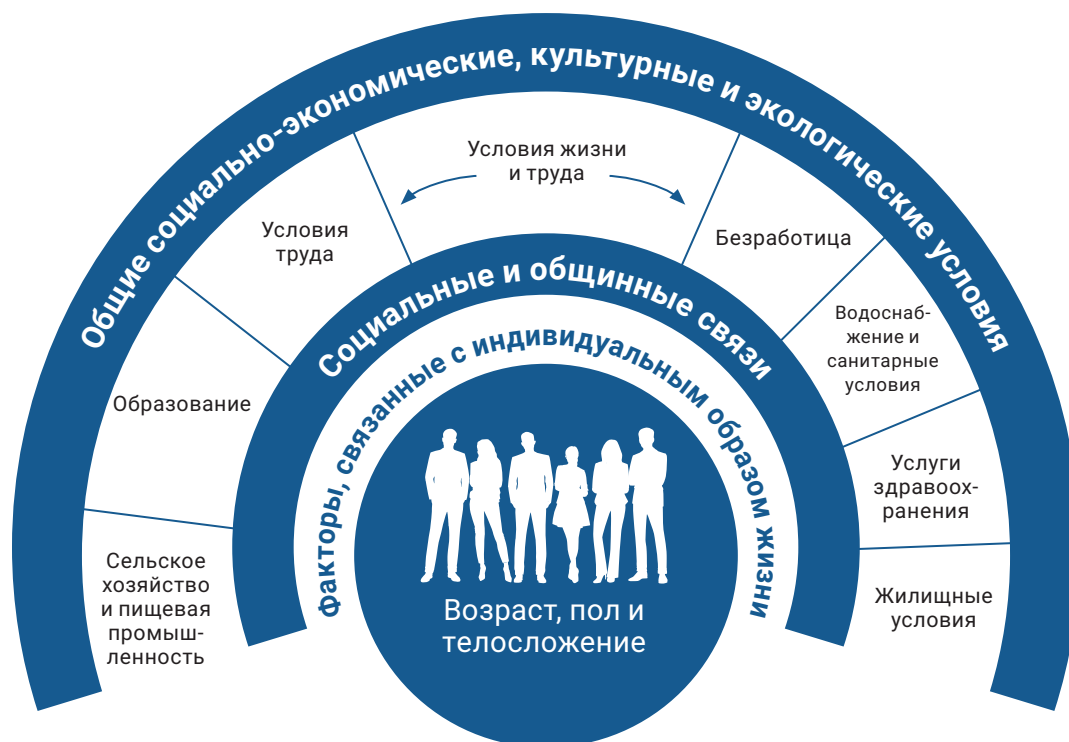 Общие социально-экономические, культурные и экологические условия
Условия жизни
и труда
Условия
труда
Безработица
Образование
Водоснаб-
жение и
санитарные
условия
Сельское
хозяйство
и пищевая
промыш-
ленность
Услуги
здравоох-
ранения
Жилищные
условия
Социальные и общинные связи
Факторы, связанные с индивидуальным образом жизни
Возраст, пол и
телосложение